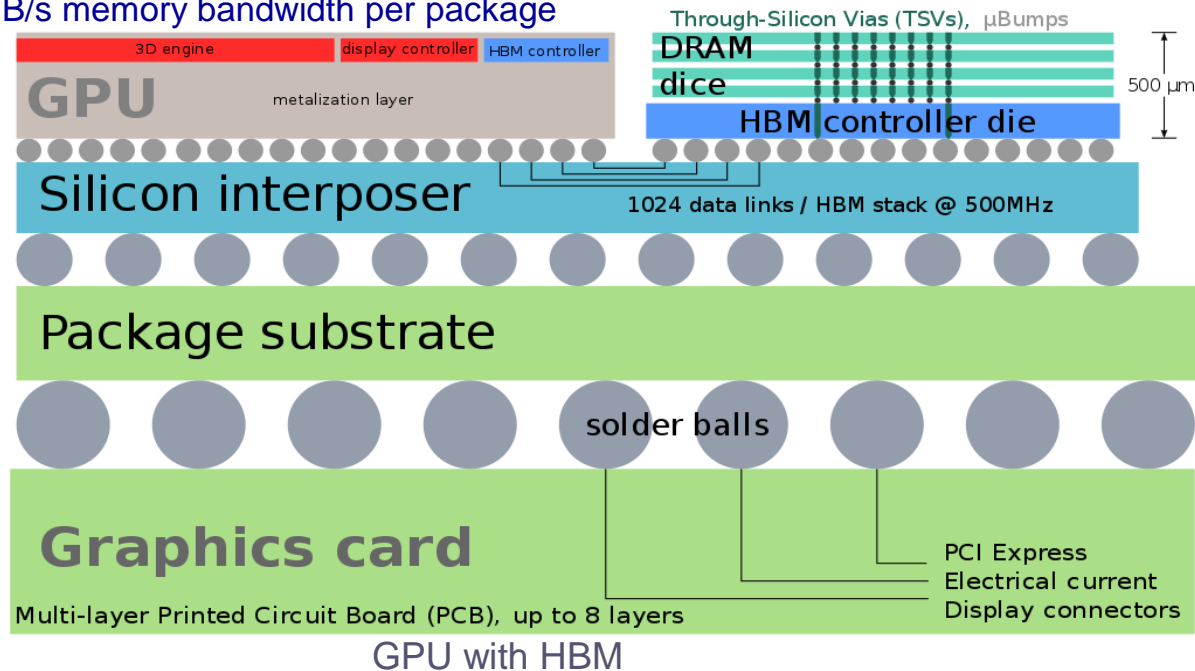 B/s memory bandwidth per package
Through-Silicon Vias (TSVs), µBumps
3D engine
display controller
HBM controller
GPU
metalization layer
DRAM
dice
500 µm
HBM controller die
Silicon interposer
1024 data links / HBM stack @ 500MHz
Package substrate
solder balls
Graphics card
PCI Express
Electrical current
Display connectors
Multi-layer Printed Circuit Board (PCB), up to 8 layers
GPU with HBM